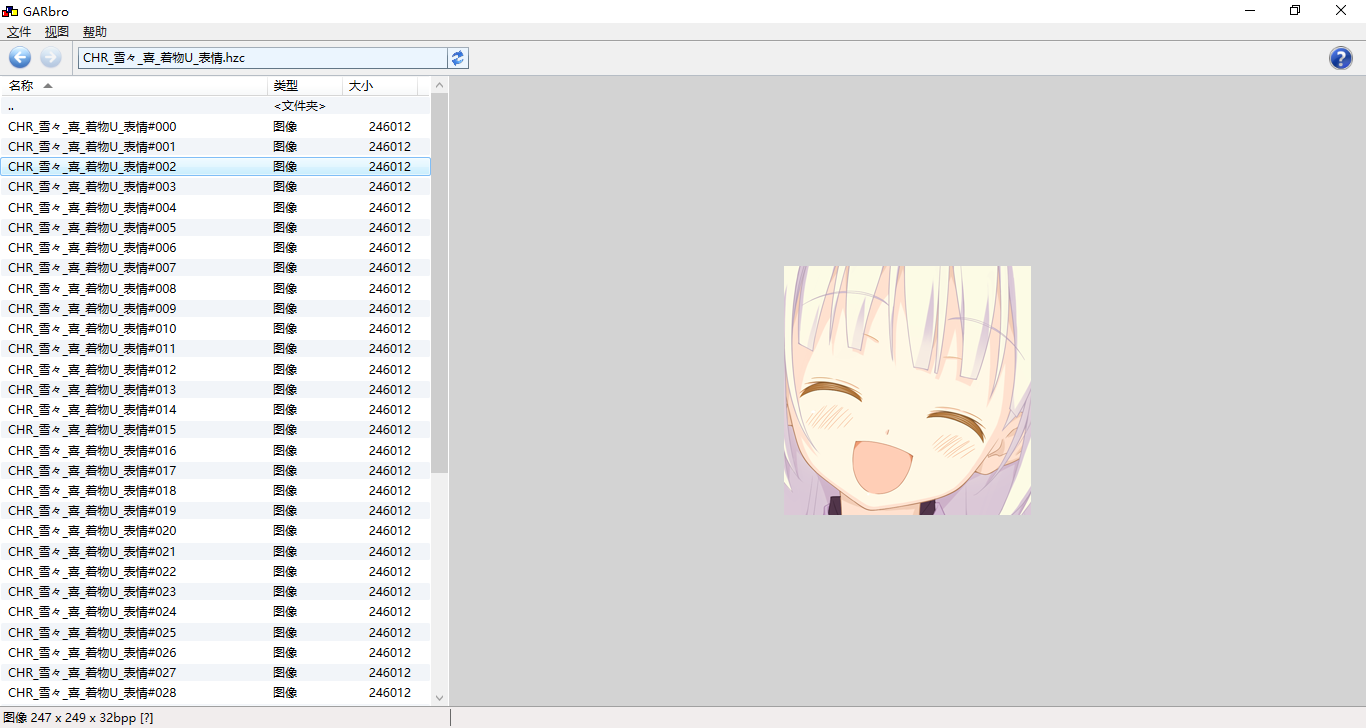 GARbro
文件 视图 帮助
CHR_雪々_喜_着物U_表情.hzc
名称 类型 大小
.. <文件夹>
CHR_雪々_喜_着物U_表情#000 图像 246012
CHR_雪々_喜_着物U_表情#001 图像 246012
CHR_雪々_喜_着物U_表情#002 图像 246012
CHR_雪々_喜_着物U_表情#003 图像 246012
CHR_雪々_喜_着物U_表情#004 图像 246012
CHR_雪々_喜_着物U_表情#005 图像 246012
CHR_雪々_喜_着物U_表情#006 图像 246012
CHR_雪々_喜_着物U_表情#007 图像 246012
CHR_雪々_喜_着物U_表情#008 图像 246012
CHR_雪々_喜_着物U_表情#009 图像 246012
CHR_雪々_喜_着物U_表情#010 图像 246012
CHR_雪々_喜_着物U_表情#011 图像 246012
CHR_雪々_喜_着物U_表情#012 图像 246012
CHR_雪々_喜_着物U_表情#013 图像 246012
CHR_雪々_喜_着物U_表情#014 图像 246012
CHR_雪々_喜_着物U_表情#015 图像 246012
CHR_雪々_喜_着物U_表情#016 图像 246012
CHR_雪々_喜_着物U_表情#017 图像 246012
CHR_雪々_喜_着物U_表情#018 图像 246012
CHR_雪々_喜_着物U_表情#019 图像 246012
CHR_雪々_喜_着物U_表情#020 图像 246012
CHR_雪々_喜_着物U_表情#021 图像 246012
CHR_雪々_喜_着物U_表情#022 图像 246012
CHR_雪々_喜_着物U_表情#023 图像 246012
CHR_雪々_喜_着物U_表情#024 图像 246012
CHR_雪々_喜_着物U_表情#025 图像 246012
CHR_雪々_喜_着物U_表情#026 图像 246012
CHR_雪々_喜_着物U_表情#027 图像 246012
CHR_雪々_喜_着物U_表情#028 图像 246012
图像 247 x 249 x 32bpp [?]